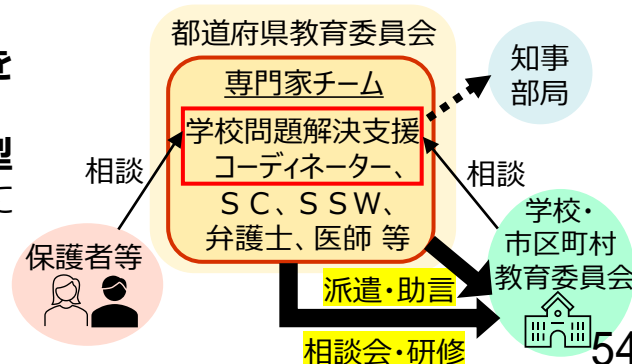 を
型
に
都道府県教育委員会
専門家チーム
学校問題解決支援
コーディネーター、
ＳＣ、ＳＳＷ、
弁護士、医師 等
知事
部局
相談
相談
保護者等
学校・
市区町村
教育委員会
派遣・助言
相談会・研修
54